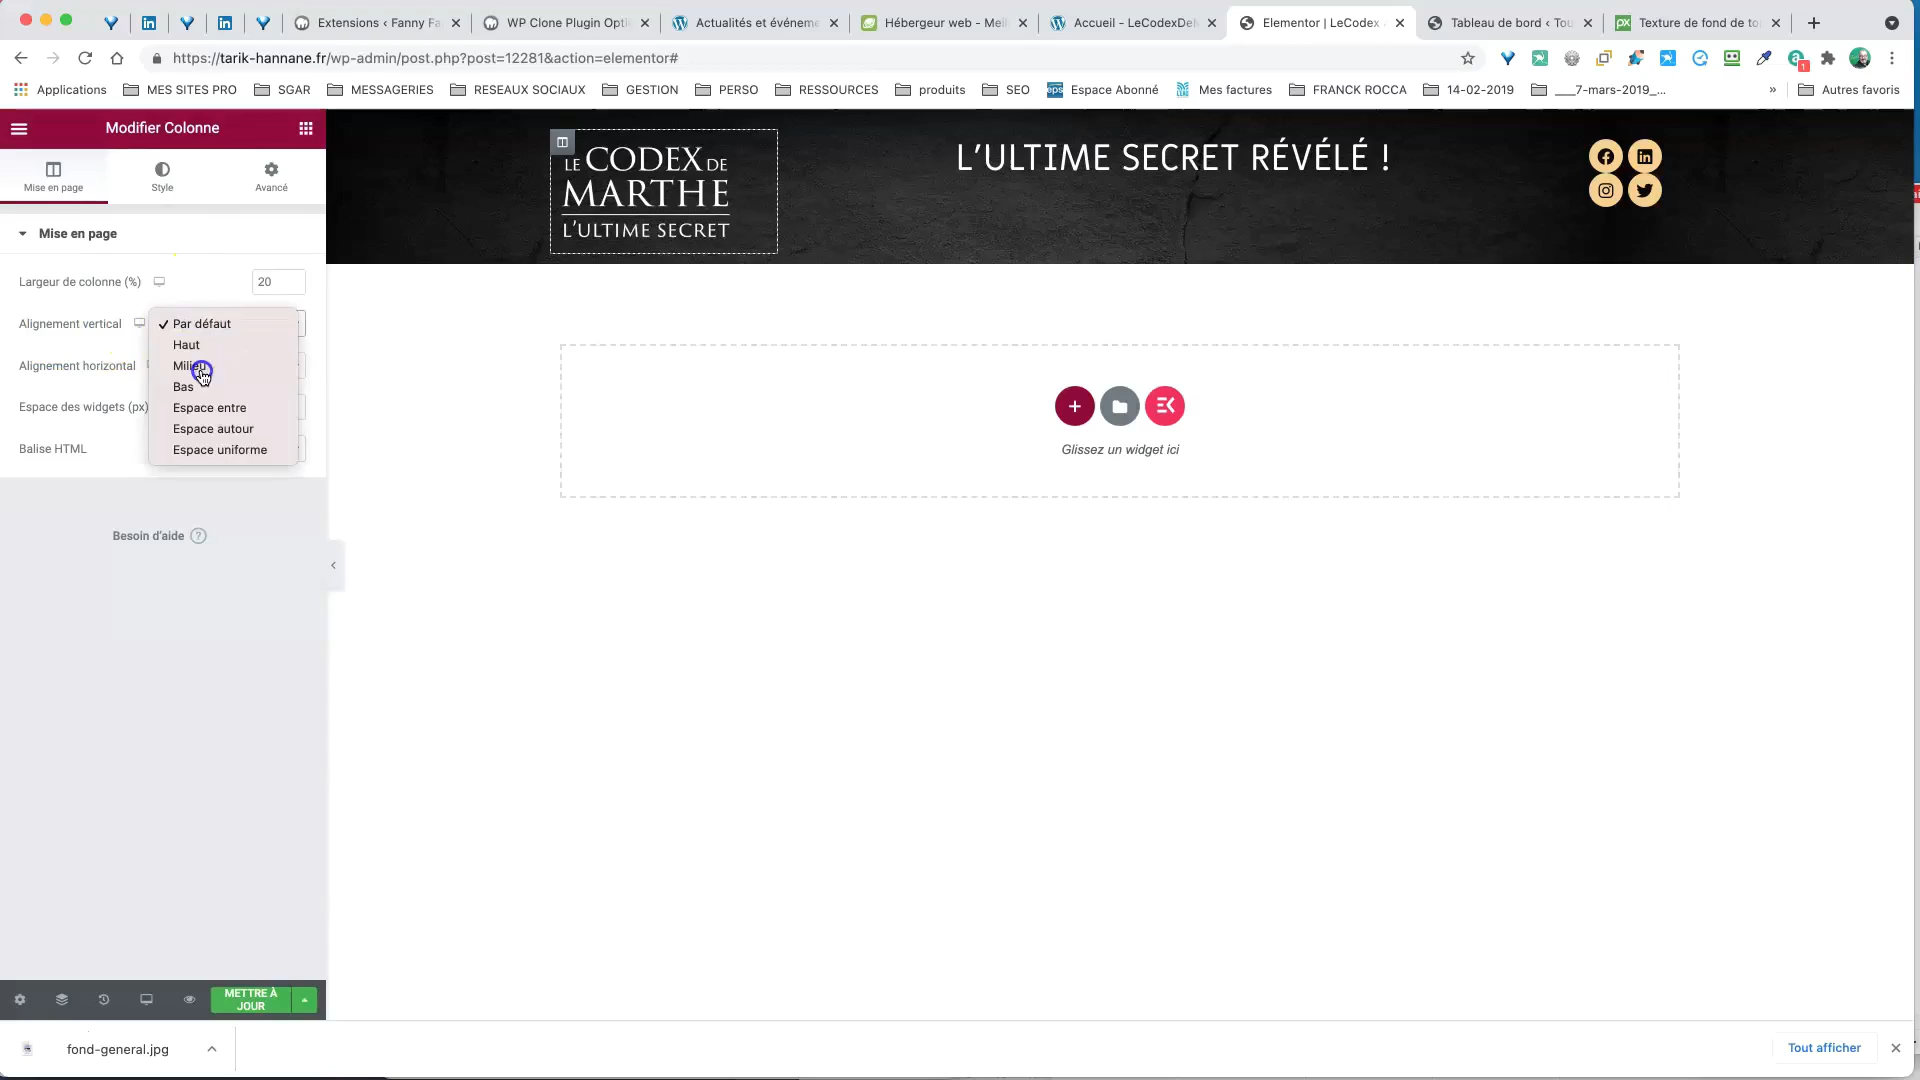 Extensions ‹ Fanny Fa
WP Clone Plugin Opti
Actualités et événeme
Hébergeur web - Meil
Accueil - LeCodexDeM
Elementor | LeCodex
Tableau de bord ‹ Tou
Texture de fond de to
https://tarik-hannane.fr/wp-admin/post.php?post=12281&action=elementor#
Applications
MES SITES PRO
SGAR
MESSAGERIES
RESEAUX SOCIAUX
GESTION
PERSO
RESSOURCES
produits
SEO
eps
Espace Abonné
Mes factures
FRANCK ROCCA
14-02-2019
___7-mars-2019_...
»
Autres favoris
Modifier Colonne
Mise en page
Style
Avancé
Mise en page
Largeur de colonne (%)
20
Alignement vertical
✓ Par défaut
Haut
Milieu
Bas
Espace entre
Espace autour
Espace uniforme
Alignement horizontal
Espace des widgets (px)
Balise HTML
Besoin d'aide ?
LE CODEX DE
MARTHE
L'ULTIME SECRET
L'ULTIME SECRET RÉVÉLÉ !
Glissez un widget ici
METTRE À
JOUR
fond-general.jpg
Tout afficher